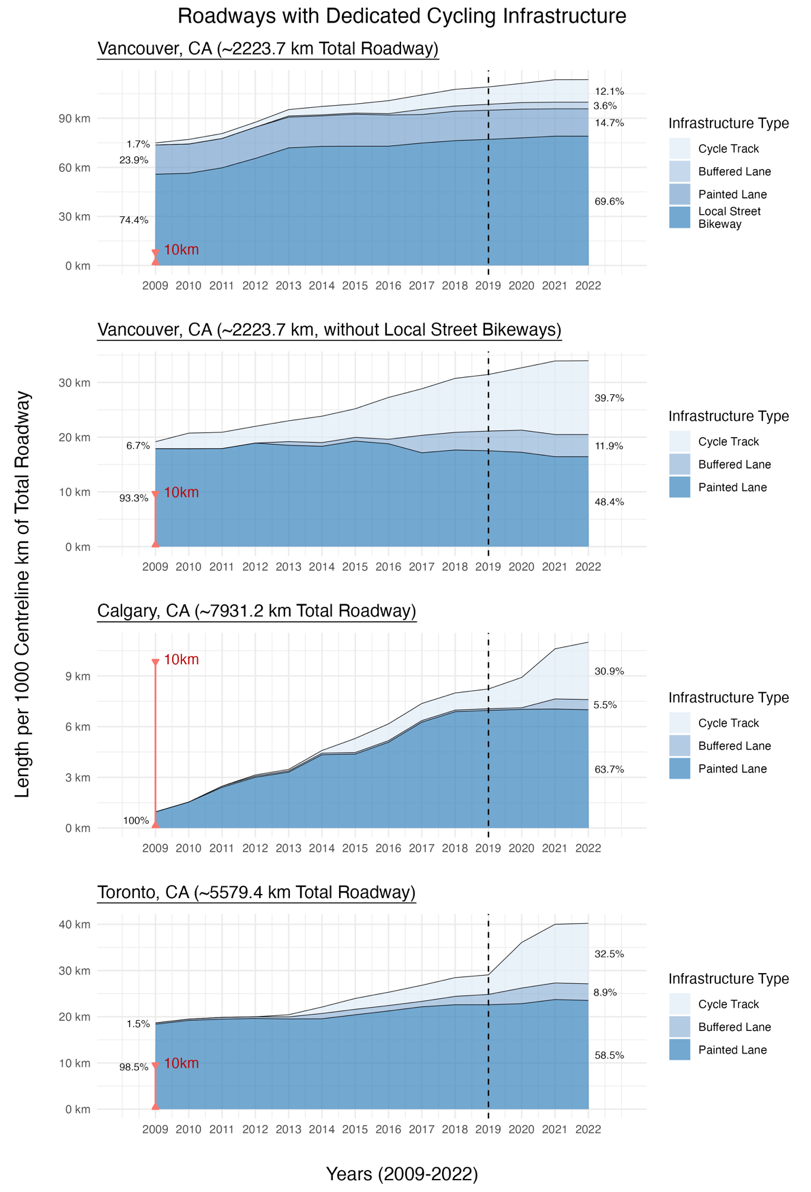 Roadways with Dedicated Cycling Infrastructure
Length per 1000 Centreline km of Total Roadway
Vancouver, CA (~2223.7 km Total Roadway)
90 km
60 km
30 km
0 km
1.7%
23.9%
74.4%
10km
12.1%
3.6%
14.7%
69.6%
2009 2010 2011 2012 2013 2014 2015 2016 2017 2018 2019 2020 2021 2022
Infrastructure Type
Cycle Track
Buffered Lane
Painted Lane
Local Street
Bikeway
Vancouver, CA (~2223.7 km, without Local Street Bikeways)
30 km
20 km
10 km
0 km
6.7%
93.3%
10km
39.7%
11.9%
48.4%
2009 2010 2011 2012 2013 2014 2015 2016 2017 2018 2019 2020 2021 2022
Infrastructure Type
Cycle Track
Buffered Lane
Painted Lane
Calgary, CA (~7931.2 km Total Roadway)
9 km
6 km
3 km
0 km
10km
100%
30.9%
5.5%
63.7%
2009 2010 2011 2012 2013 2014 2015 2016 2017 2018 2019 2020 2021 2022
Infrastructure Type
Cycle Track
Buffered Lane
Painted Lane
Toronto, CA (~5579.4 km Total Roadway)
40 km
30 km
20 km
10 km
0 km
1.5%
98.5%
10km
32.5%
8.9%
58.5%
2009 2010 2011 2012 2013 2014 2015 2016 2017 2018 2019 2020 2021 2022
Infrastructure Type
Cycle Track
Buffered Lane
Painted Lane
Years (2009-2022)